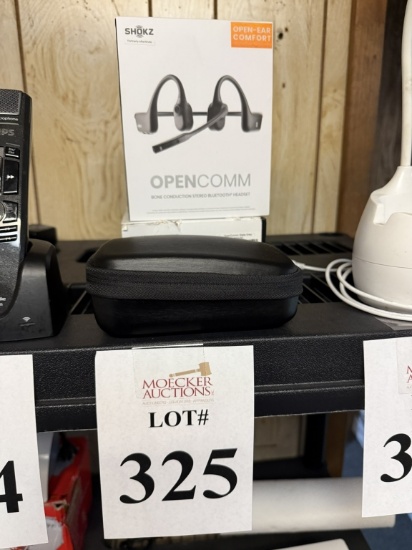 SHOKZ
OPEN-EAR
COMFORT
OPENCOMM
BONE CONDUCTION STEREO BLUETOOTH HEADSET
MOECKER
AUCTIONS
LOT#
325
4
3